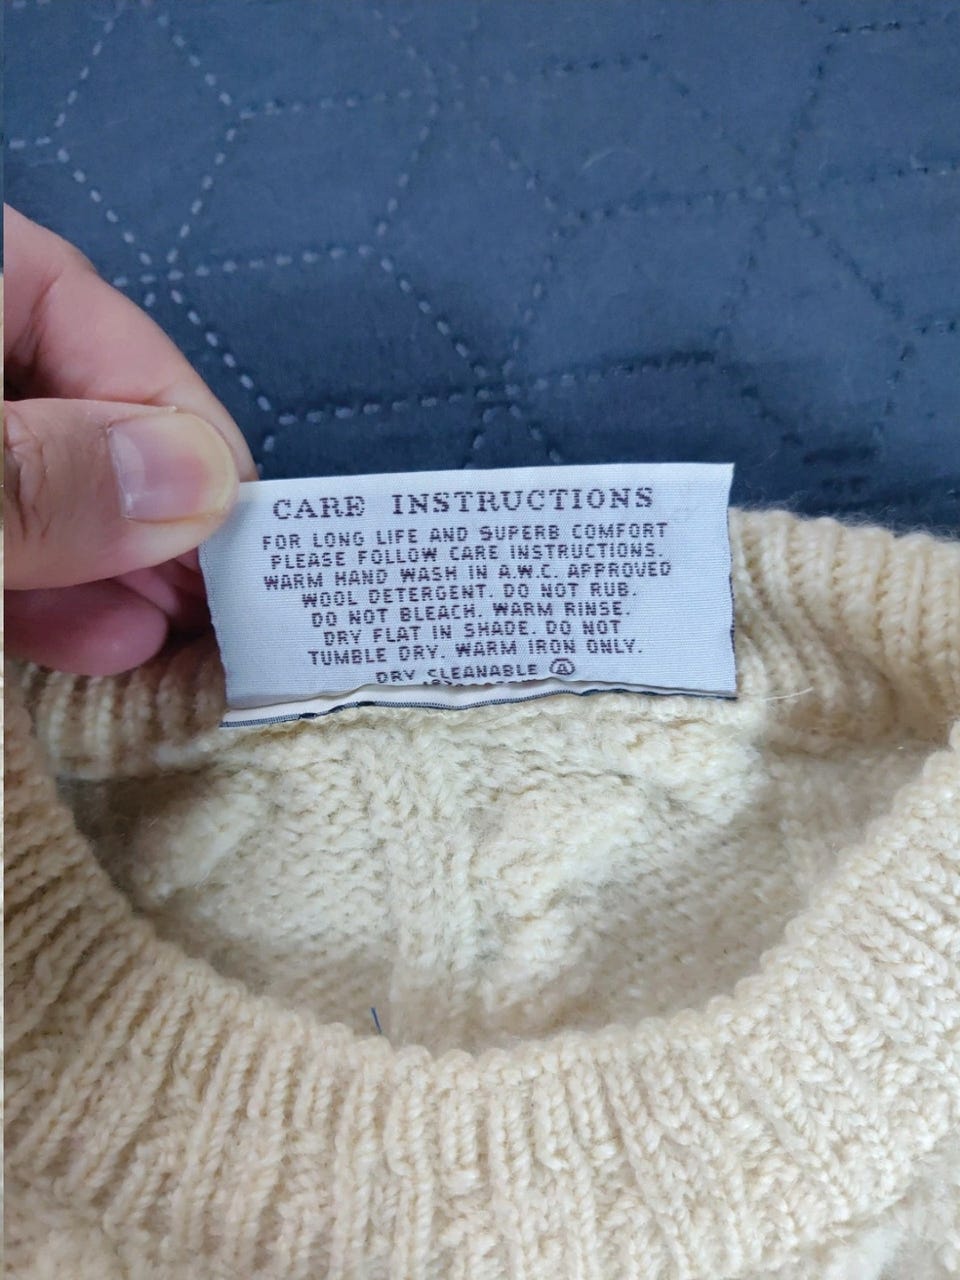 CARE INSTRUCTIONS
FOR LONG LIFE AND SUPERB COMFORT
PLEASE FOLLOW CARE INSTRUCTIONS.
WARM HAND WASH IN A.W.C. APPROVED
WOOL DETERGENT. DO NOT RUB.
DO NOT BLEACH. WARM RINSE.
DRY FLAT IN SHADE. DO NOT
TUMBLE DRY. WARM IRON ONLY.
DRY CLEANABLE Ⓐ